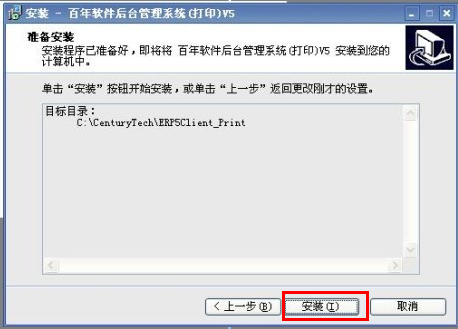 安装 - 百年软件后台管理系统(打印)V5
准备安装
安装程序已准备好，即将将 百年软件后台管理系统(打印)V5 安装到您的
计算机中。
单击“安装”按钮开始安装，或单击“上一步”返回更改刚才的设置。
目标目录：
C:\CenturyTech\ERP5Client_Print
< 上一步(B)
安装(I)
取消